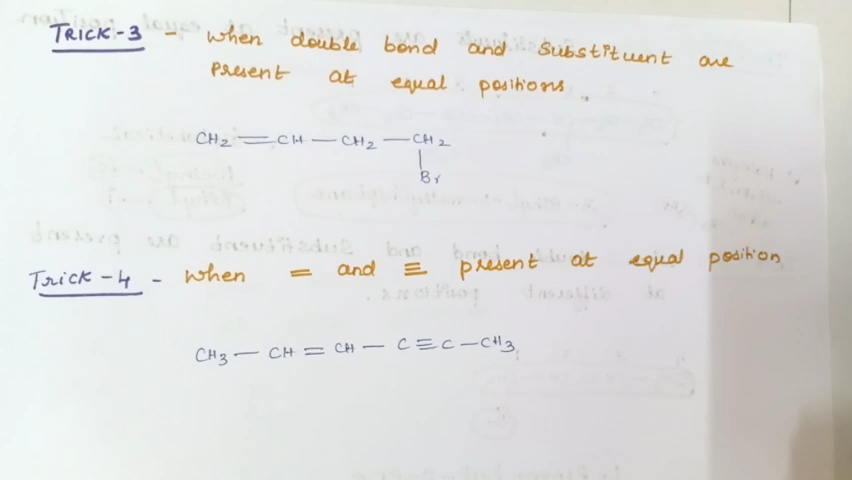 TRICK-3 - when double bond and Substituent are
present at equal positions.
CH2 = CH — CH2 — CH2
|
Br
Trick-4 - when = and ≡ present at equal position
CH3 — CH = CH — C ≡ C — CH3